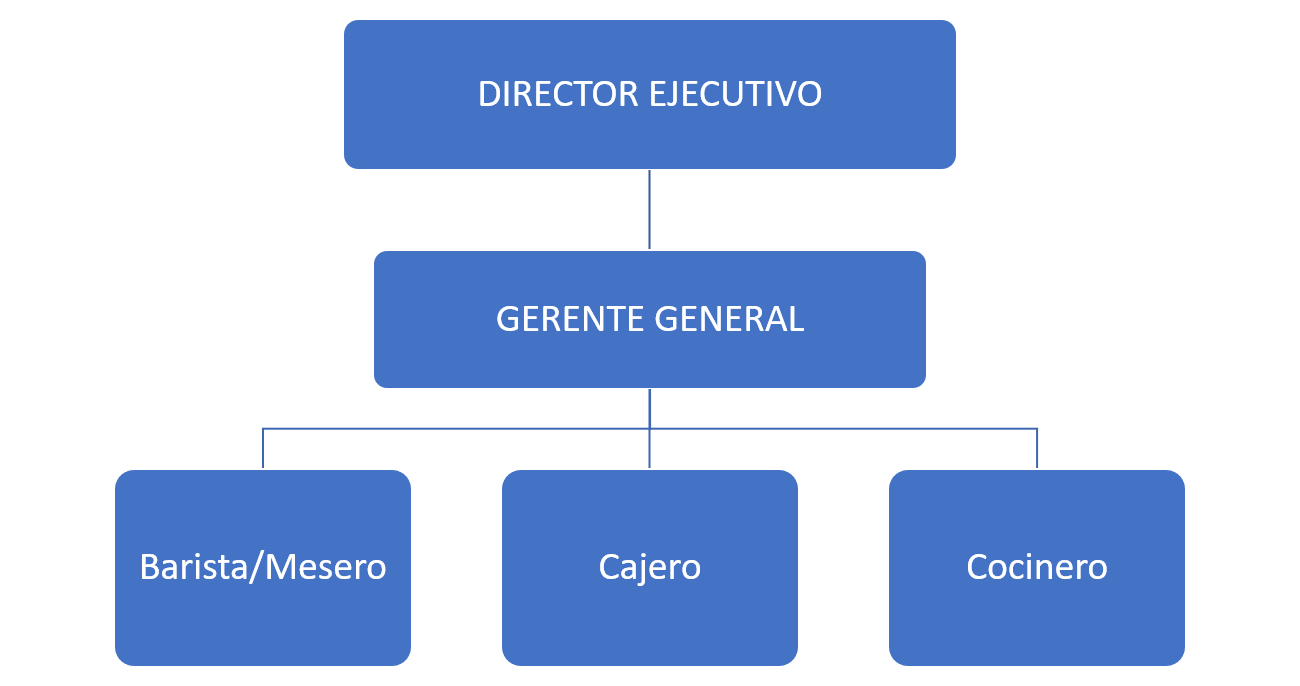 DIRECTOR EJECUTIVO
GERENTE GENERAL
Barista/Mesero
Cajero
Cocinero